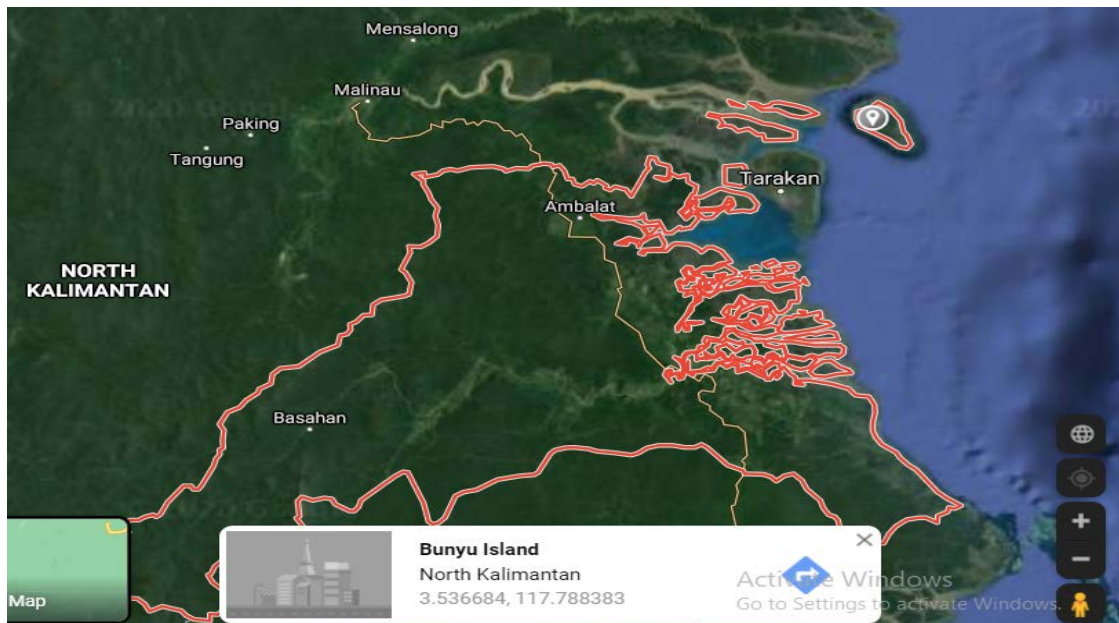 Mensalong
Malinau
Paking
Tangung
Tarakan
Ambalat
NORTH
KALIMANTAN
Basahan
Bunyu Island
North Kalimantan
3.536684, 117.788383
Activate Windows
Go to Settings to activate Windows.
Map